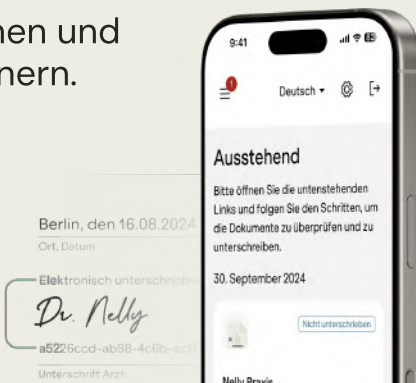 nen und
nern.
9:41
1
Deutsch
Ausstehend
Bitte öffnen Sie die untenstehenden
Links und folgen Sie den Schritten, um
die Dokumente zu überprüfen und zu
unterschreiben.
30. September 2024
Nicht unterschrieben
Nelly Praxis
Berlin, den 16.08.2024
Ort, Datum
Elektronisch unterschrieben
Dr. Nelly
a5226ccd-ab98-4c6b-
Unterschrift Arzt